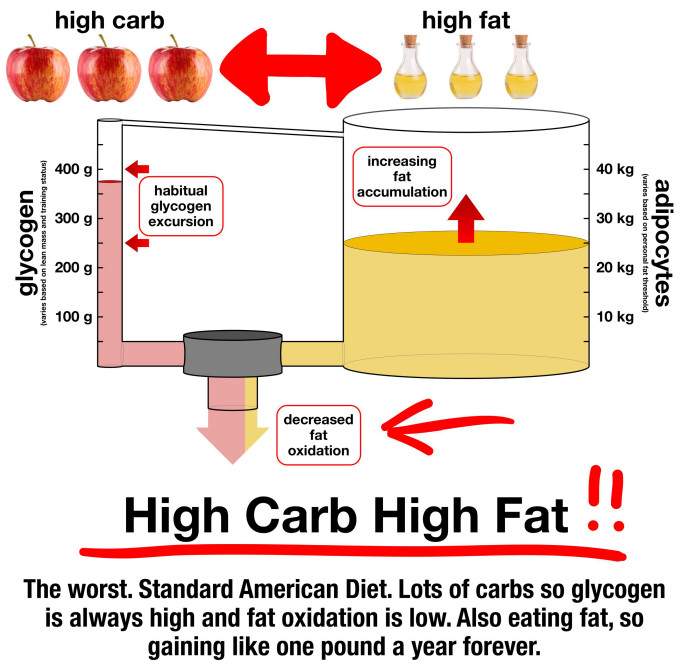 high carb
high fat
400 g
300 g
200 g
100 g
glycogen
(varies based on lean mass and training status)
habitual
glycogen
excursion
increasing
fat
accumulation
40 kg
30 kg
20 kg
10 kg
adipocytes
(varies based on personal fat threshold)
decreased
fat
oxidation
High Carb High Fat !!
The worst. Standard American Diet. Lots of carbs so glycogen
is always high and fat oxidation is low. Also eating fat, so
gaining like one pound a year forever.